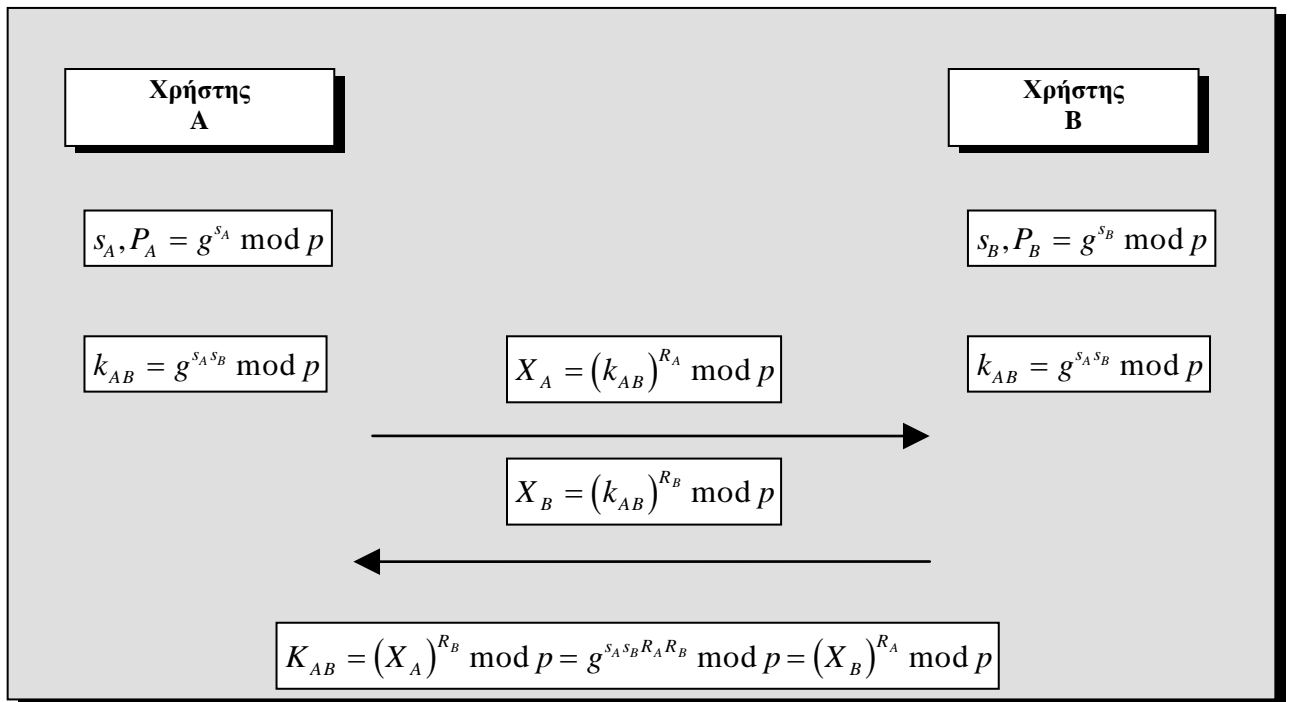 Χρήστης
Α
Χρήστης
Β
s_A, P_A = g^{s_A} mod p
s_B, P_B = g^{s_B} mod p
k_{AB} = g^{s_A s_B} mod p
X_A = (k_{AB})^{R_A} mod p
k_{AB} = g^{s_A s_B} mod p
X_B = (k_{AB})^{R_B} mod p
K_{AB} = (X_A)^{R_B} mod p = g^{s_A s_B R_A R_B} mod p = (X_B)^{R_A} mod p